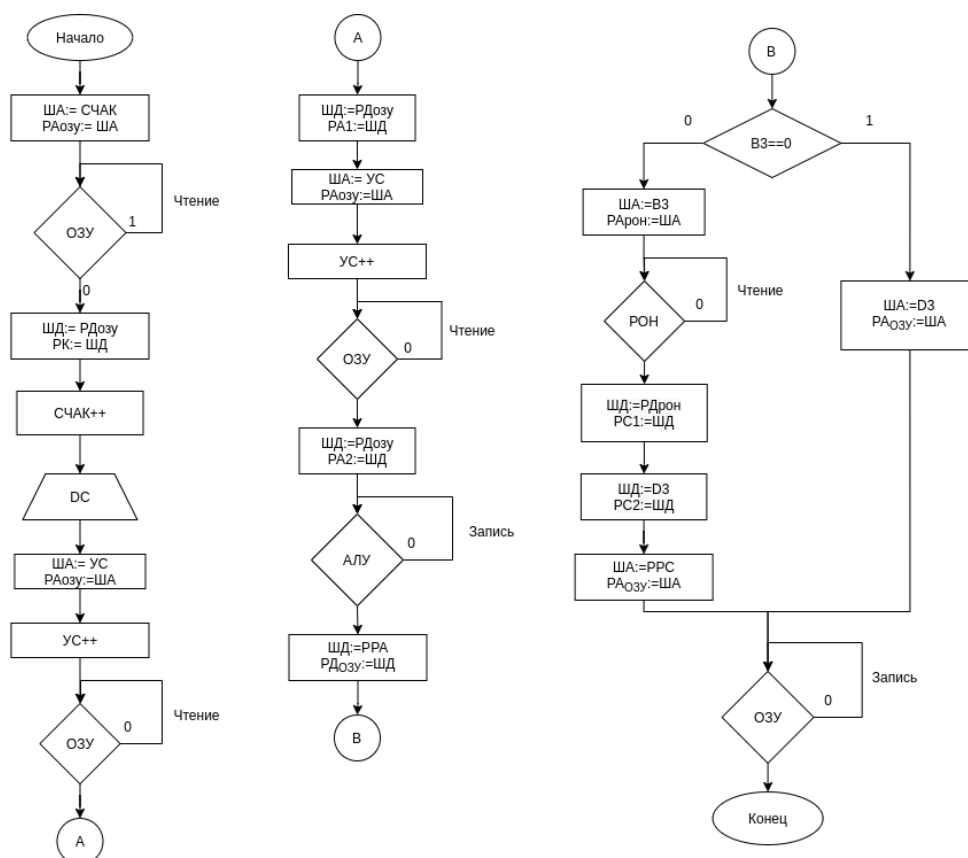 Начало
ША:= СЧАК
РАозу:= ША
Чтение
ОЗУ
1
0
ШД:= РДозу
РК:= ШД
СЧАК++
DC
ША:= УС
РАозу:=ША
УС++
Чтение
0
ОЗУ
А
А
ШД:=РДозу
РА1:=ШД
ША:= УС
РАозу:=ША
УС++
Чтение
0
ОЗУ
ШД:=РДозу
РА2:=ШД
Запись
0
АЛУ
ШД:=РРА
РДОЗУ:=ШД
В
В
0
1
В3==0
ША:=В3
РАрон:=ША
Чтение
0
РОН
ША:=D3
РАОЗУ:=ША
ШД:=РДрон
РС1:=ШД
ШД:=D3
РС2:=ШД
ША:=РРС
РАОЗУ:=ША
Запись
0
ОЗУ
Конец